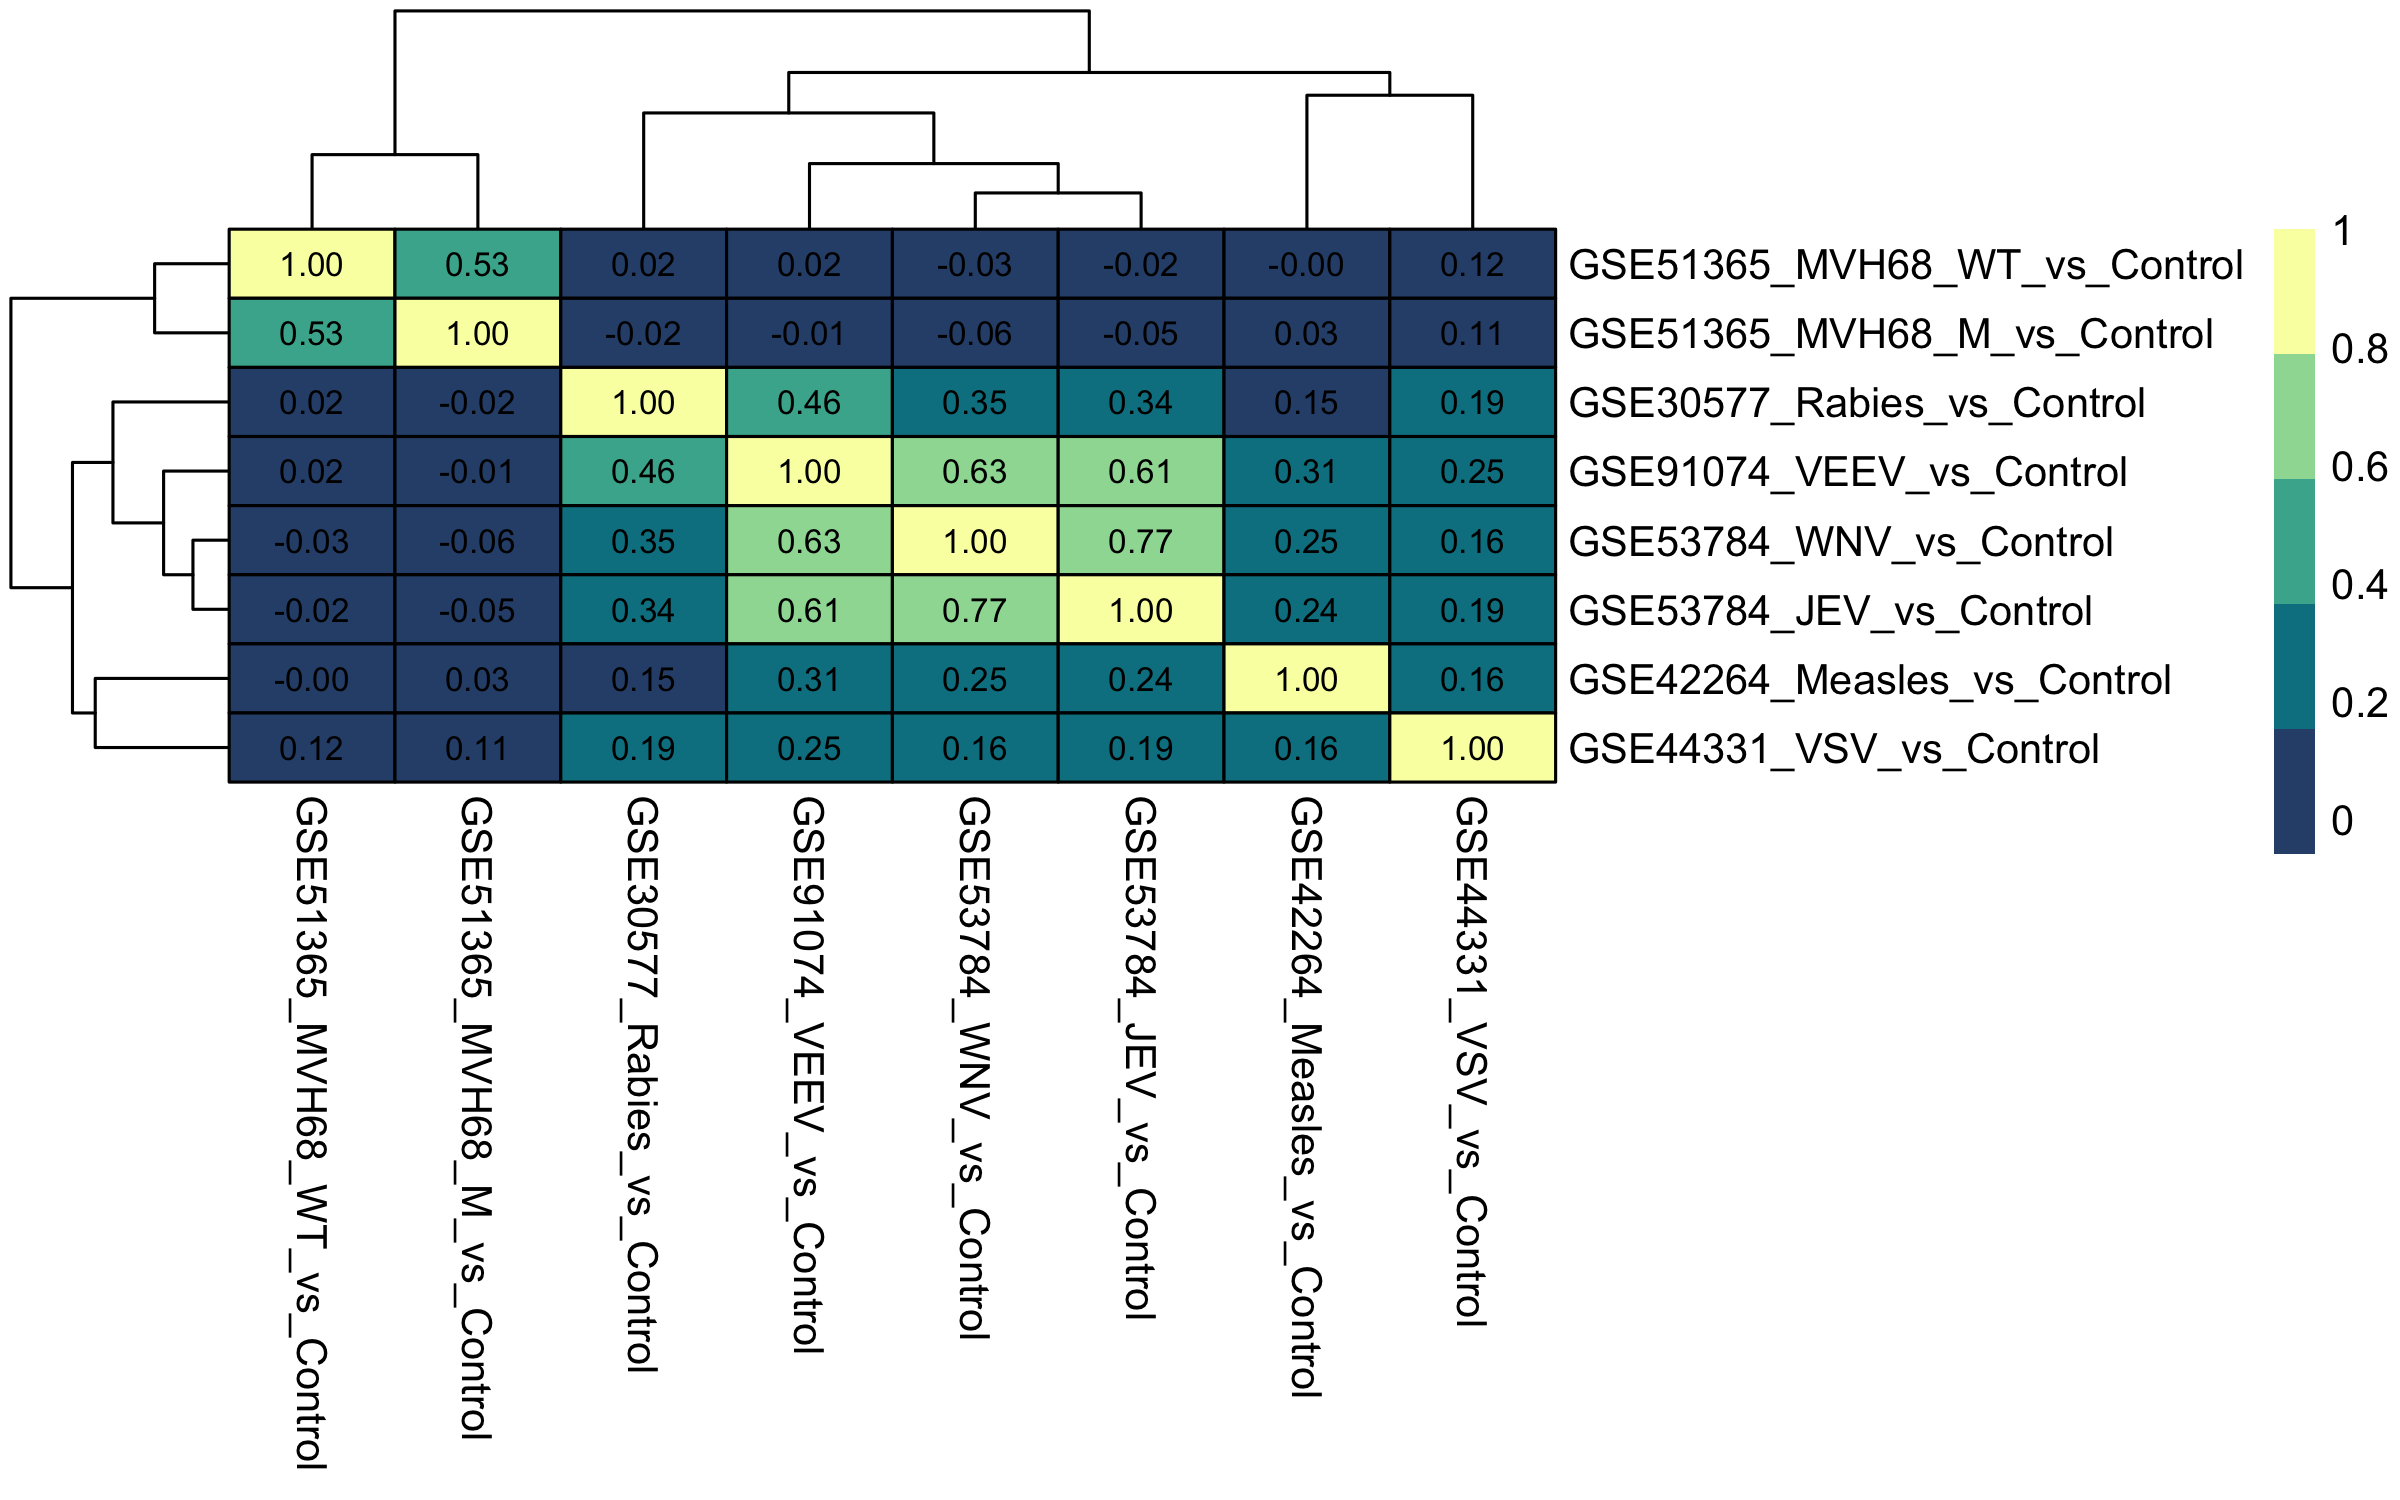 1.00 0.53 0.02 0.02 -0.03 -0.02 -0.00 0.12 GSE51365_MVH68_WT_vs_Control
0.53 1.00 -0.02 -0.01 -0.06 -0.05 0.03 0.11 GSE51365_MVH68_M_vs_Control
0.02 -0.02 1.00 0.46 0.35 0.34 0.15 0.19 GSE30577_Rabies_vs_Control
0.02 -0.01 0.46 1.00 0.63 0.61 0.31 0.25 GSE91074_VEEV_vs_Control
-0.03 -0.06 0.35 0.63 1.00 0.77 0.25 0.16 GSE53784_WNV_vs_Control
-0.02 -0.05 0.34 0.61 0.77 1.00 0.24 0.19 GSE53784_JEV_vs_Control
-0.00 0.03 0.15 0.31 0.25 0.24 1.00 0.16 GSE42264_Measles_vs_Control
0.12 0.11 0.19 0.25 0.16 0.19 0.16 1.00 GSE44331_VSV_vs_Control
GSE51365_MVH68_WT_vs_Control
GSE51365_MVH68_M_vs_Control
GSE30577_Rabies_vs_Control
GSE91074_VEEV_vs_Control
GSE53784_WNV_vs_Control
GSE53784_JEV_vs_Control
GSE42264_Measles_vs_Control
GSE44331_VSV_vs_Control
1
0.8
0.6
0.4
0.2
0